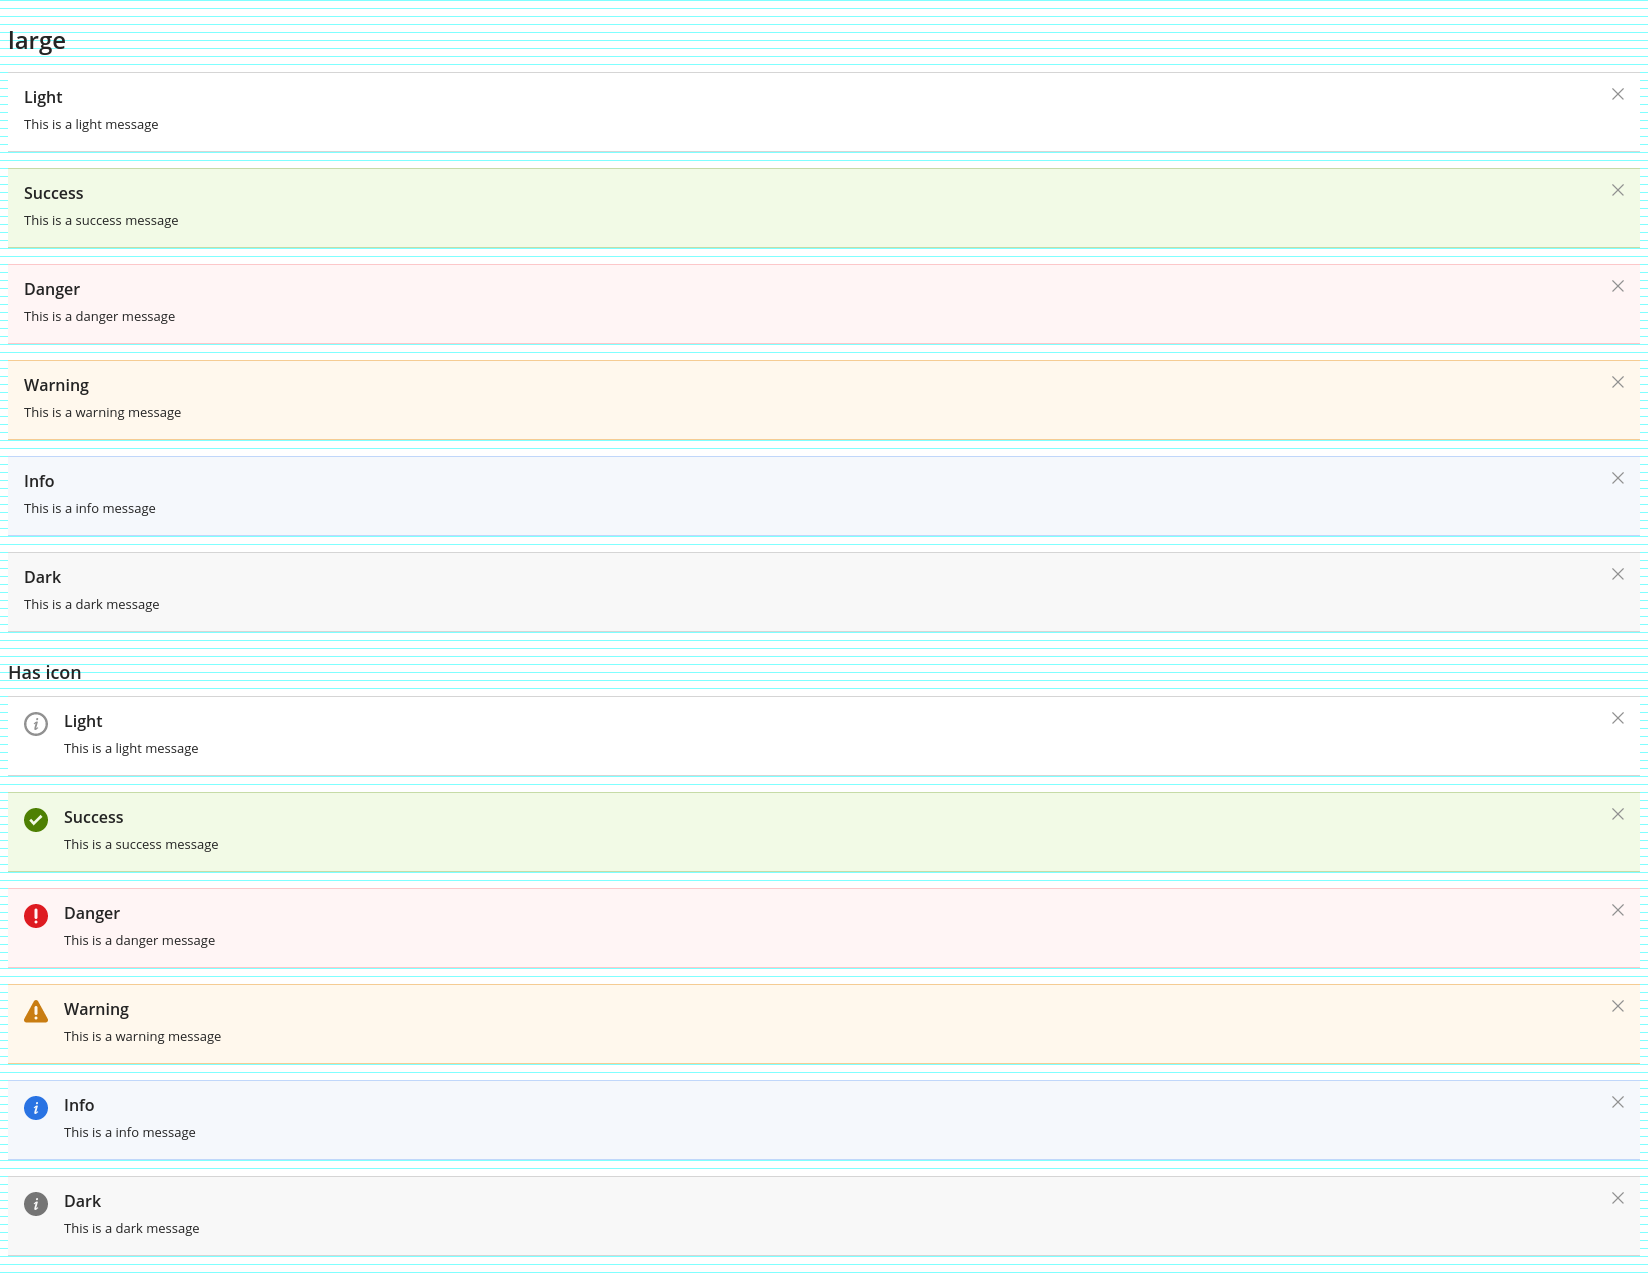 large
Light
This is a light message
Success
This is a success message
Danger
This is a danger message
Warning
This is a warning message
Info
This is a info message
Dark
This is a dark message
Has icon
Light
This is a light message
Success
This is a success message
Danger
This is a danger message
Warning
This is a warning message
Info
This is a info message
Dark
This is a dark message